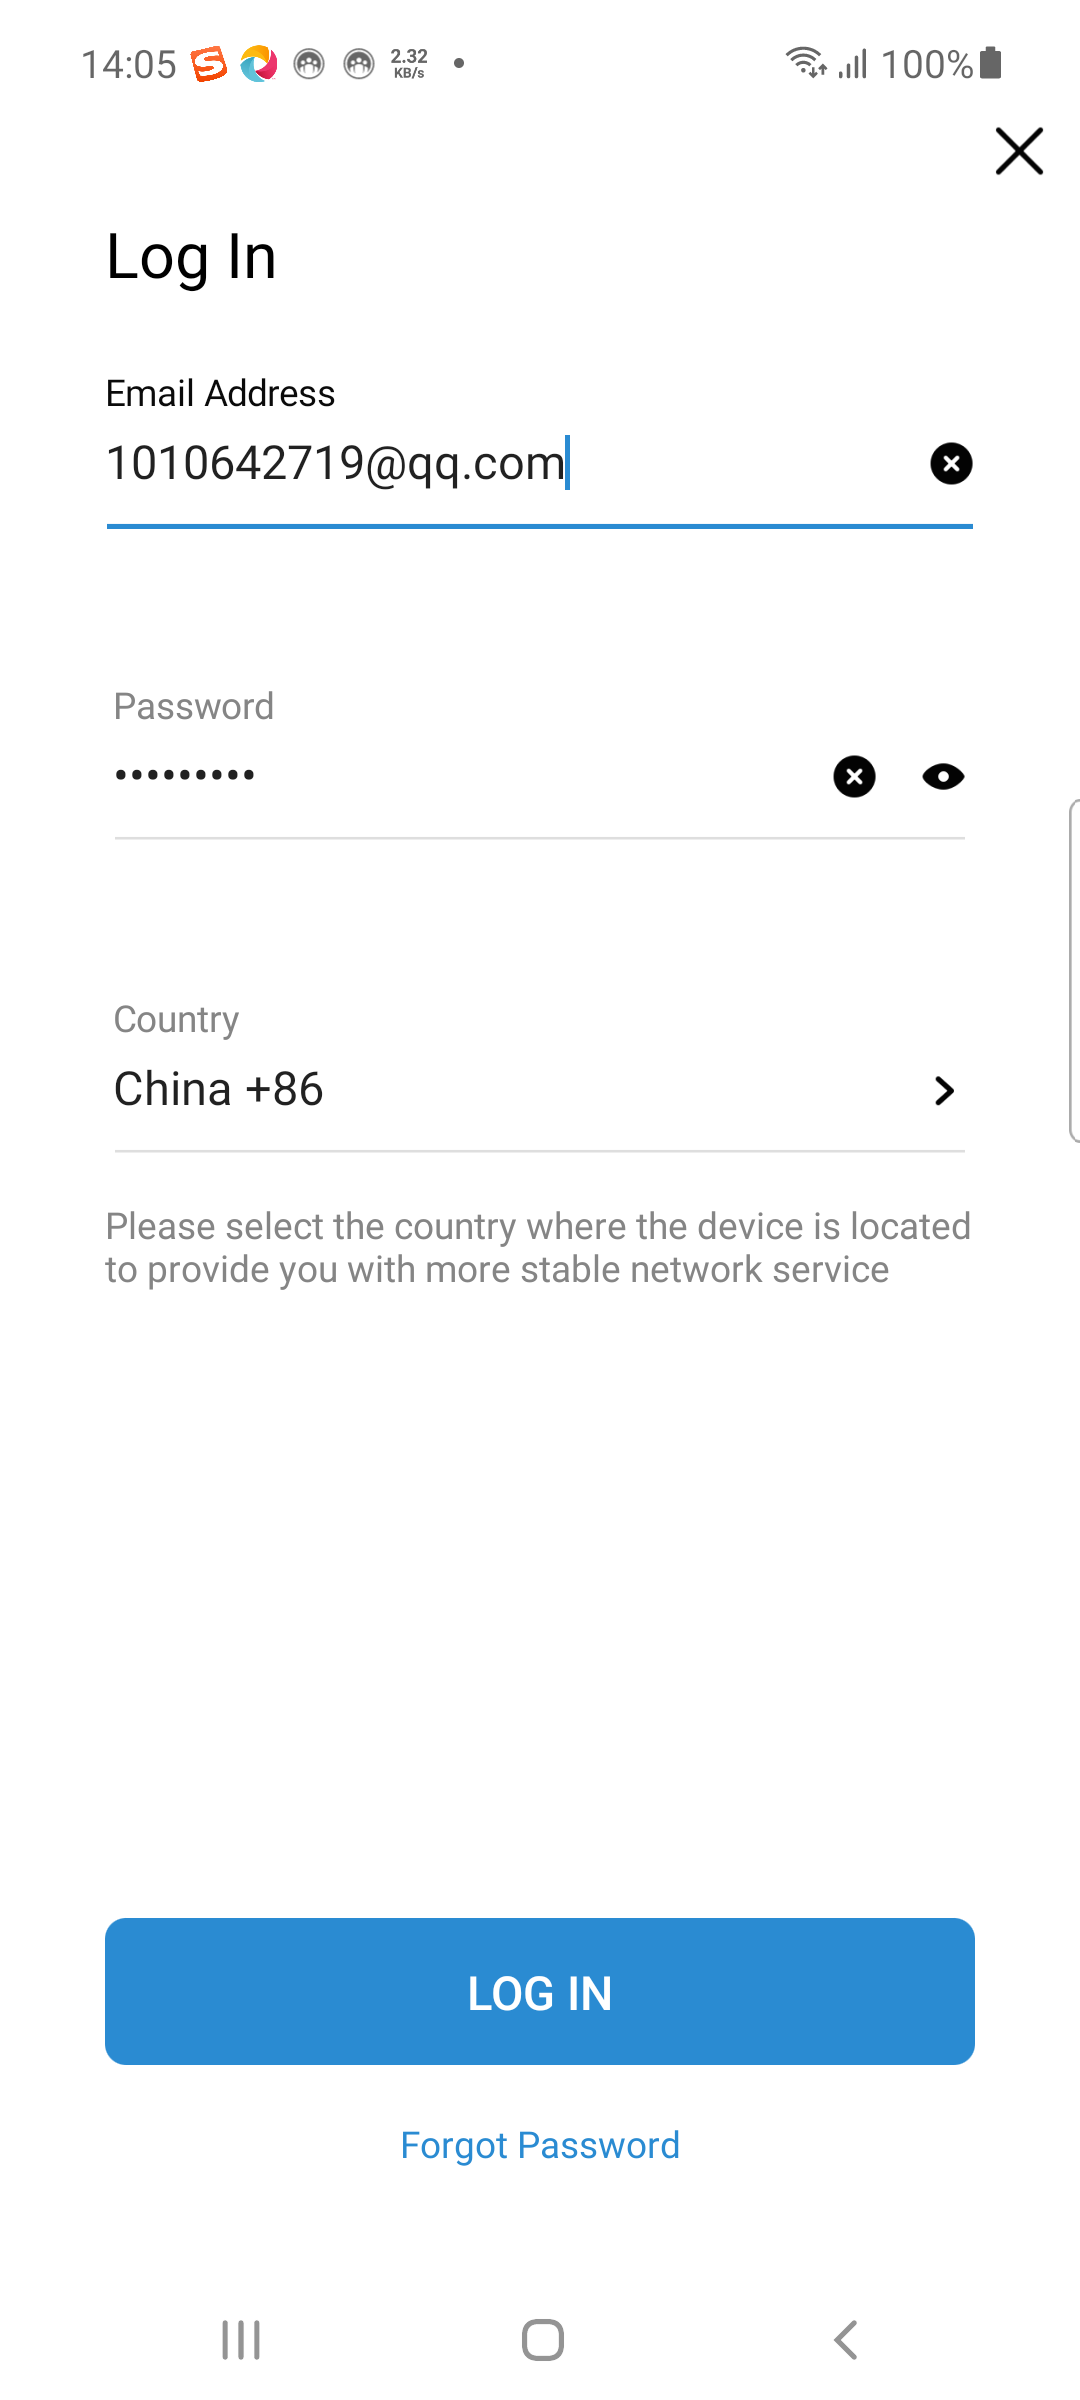 14:05 2.32 KB/s 100%
Log In
Email Address
1010642719@qq.com
Password
•••••••••
Country
China +86
Please select the country where the device is located
to provide you with more stable network service
LOG IN
Forgot Password